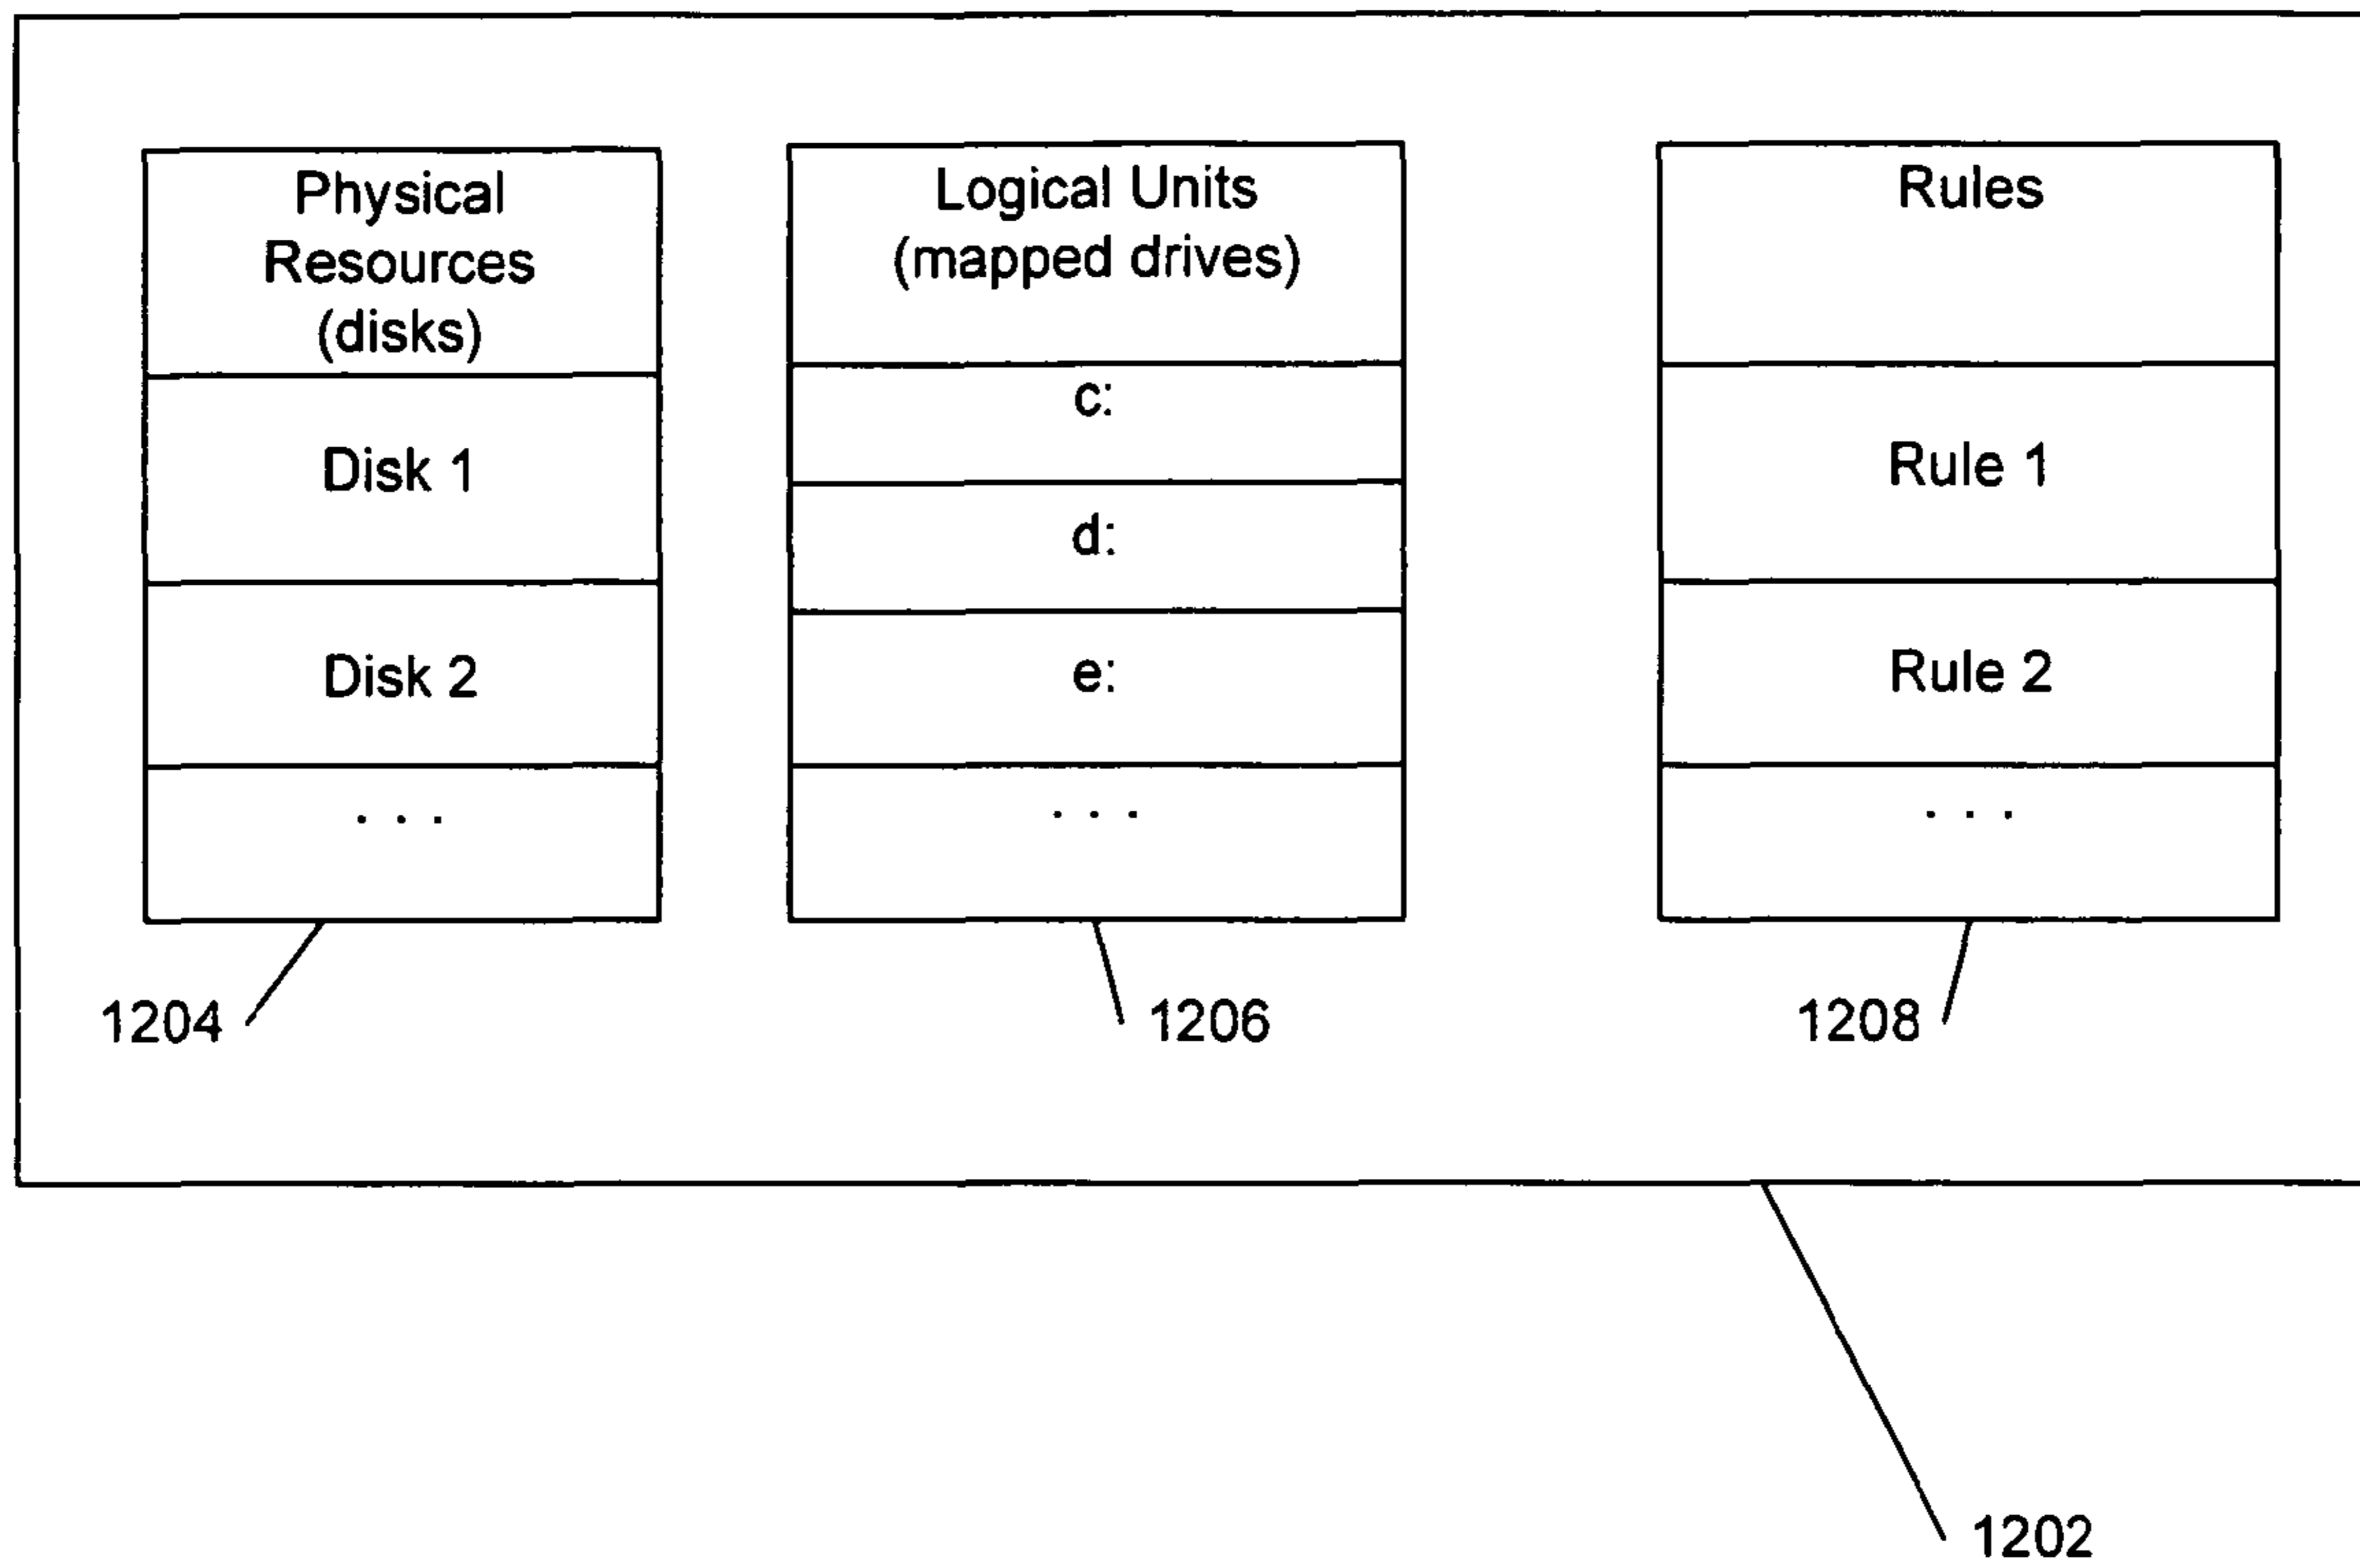 Physical
Resources
(disks)
Disk 1
Disk 2
. . .
1204
Logical Units
(mapped drives)
c:
d:
e:
. . .
1206
Rules
Rule 1
Rule 2
. . .
1208
1202